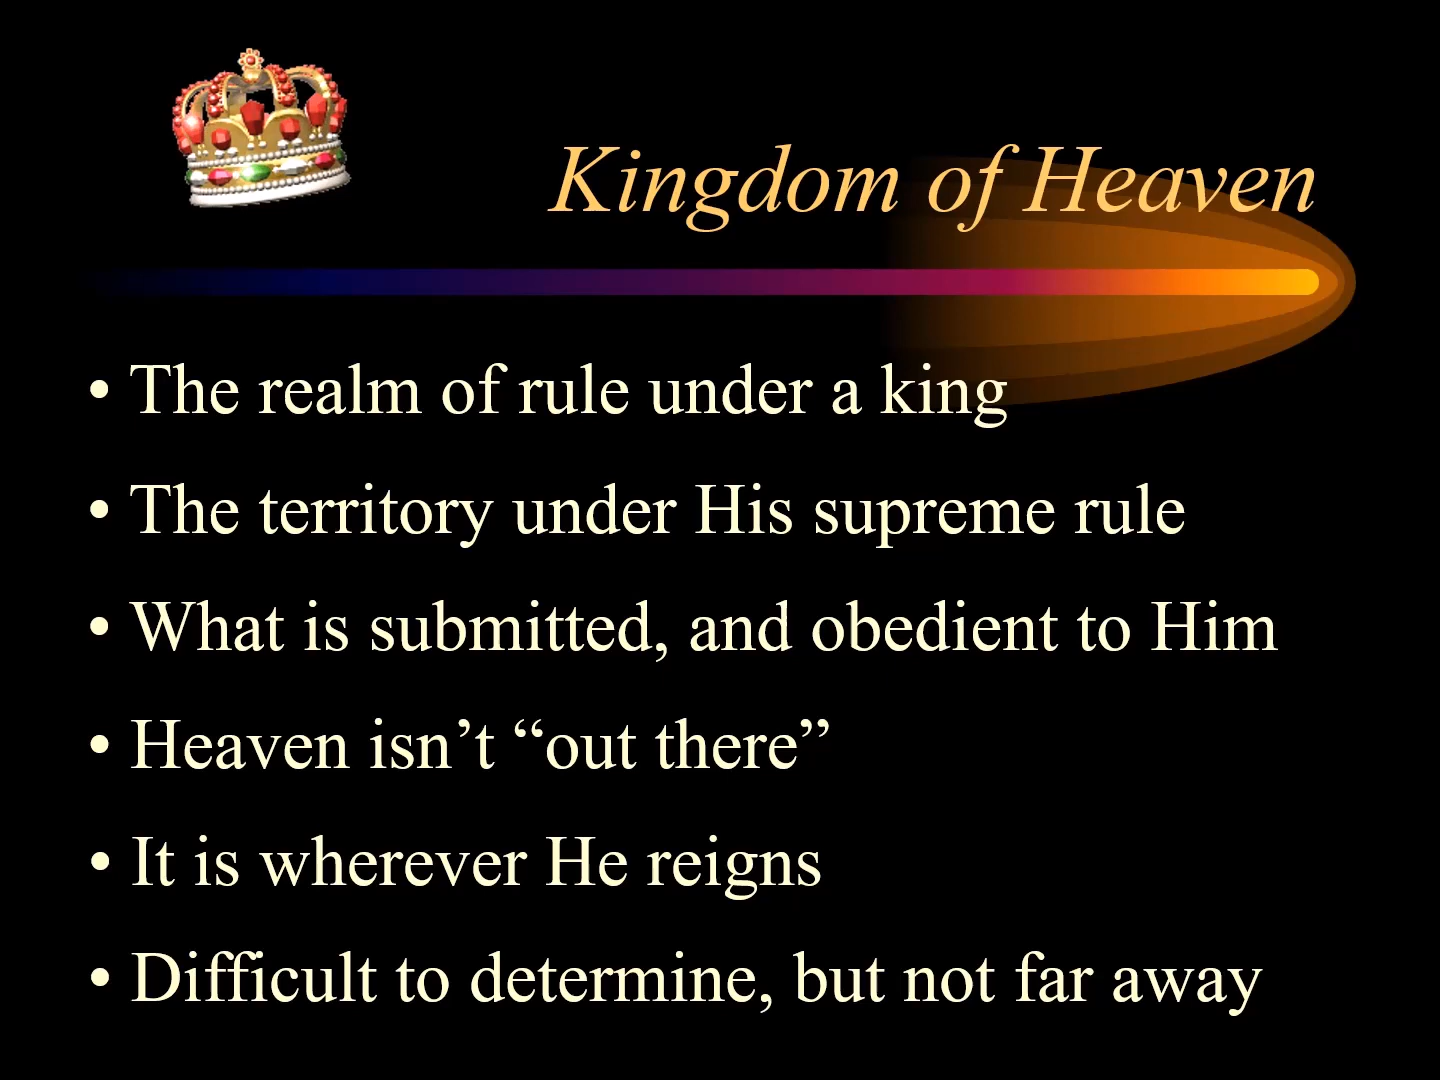 Kingdom of Heaven
• The realm of rule under a king
• The territory under His supreme rule
• What is submitted, and obedient to Him
• Heaven isn’t “out there”
• It is wherever He reigns
• Difficult to determine, but not far away